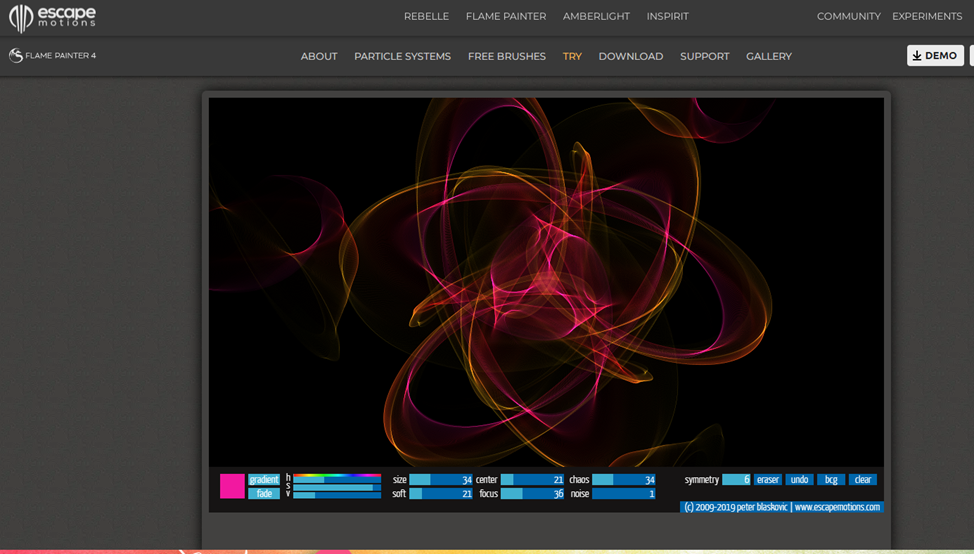 escape motions REBELLE FLAME PAINTER AMBERLIGHT INSPIRIT COMMUNITY EXPERIMENTS
FLAME PAINTER 4 ABOUT PARTICLE SYSTEMS FREE BRUSHES TRY DOWNLOAD SUPPORT GALLERY DEMO
gradient h size 34 center 21 chaos 34 symmetry 6 eraser undo bcg clear
s
fade v soft 21 focus 36 noise 1
(c) 2009-2019 peter blaskovic | www.escapemotions.com